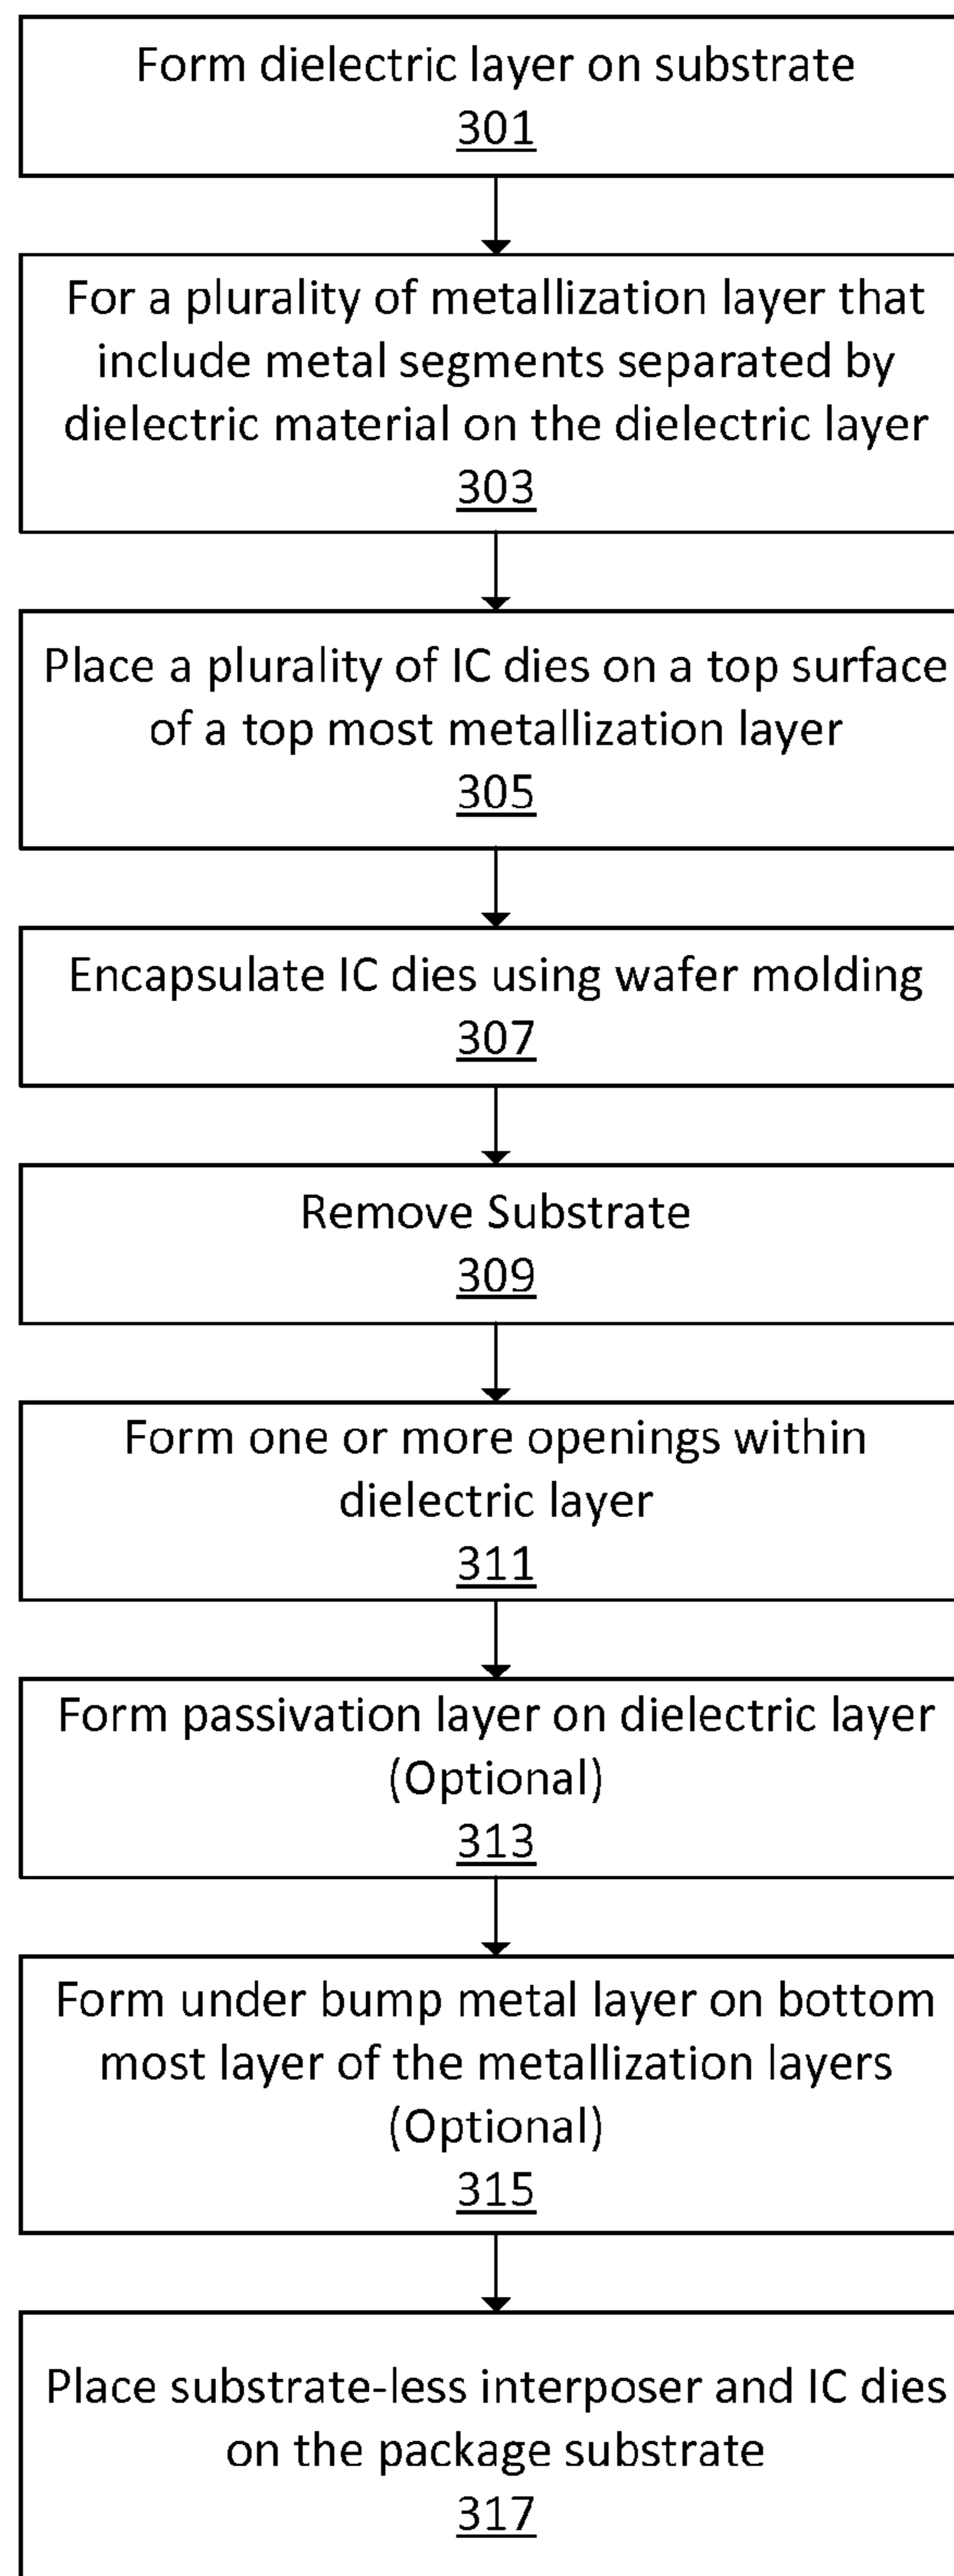 Form dielectric layer on substrate
301
For a plurality of metallization layer that
include metal segments separated by
dielectric material on the dielectric layer
303
Place a plurality of IC dies on a top surface
of a top most metallization layer
305
Encapsulate IC dies using wafer molding
307
Remove Substrate
309
Form one or more openings within
dielectric layer
311
Form passivation layer on dielectric layer
(Optional)
313
Form under bump metal layer on bottom
most layer of the metallization layers
(Optional)
315
Place substrate-less interposer and IC dies
on the package substrate
317